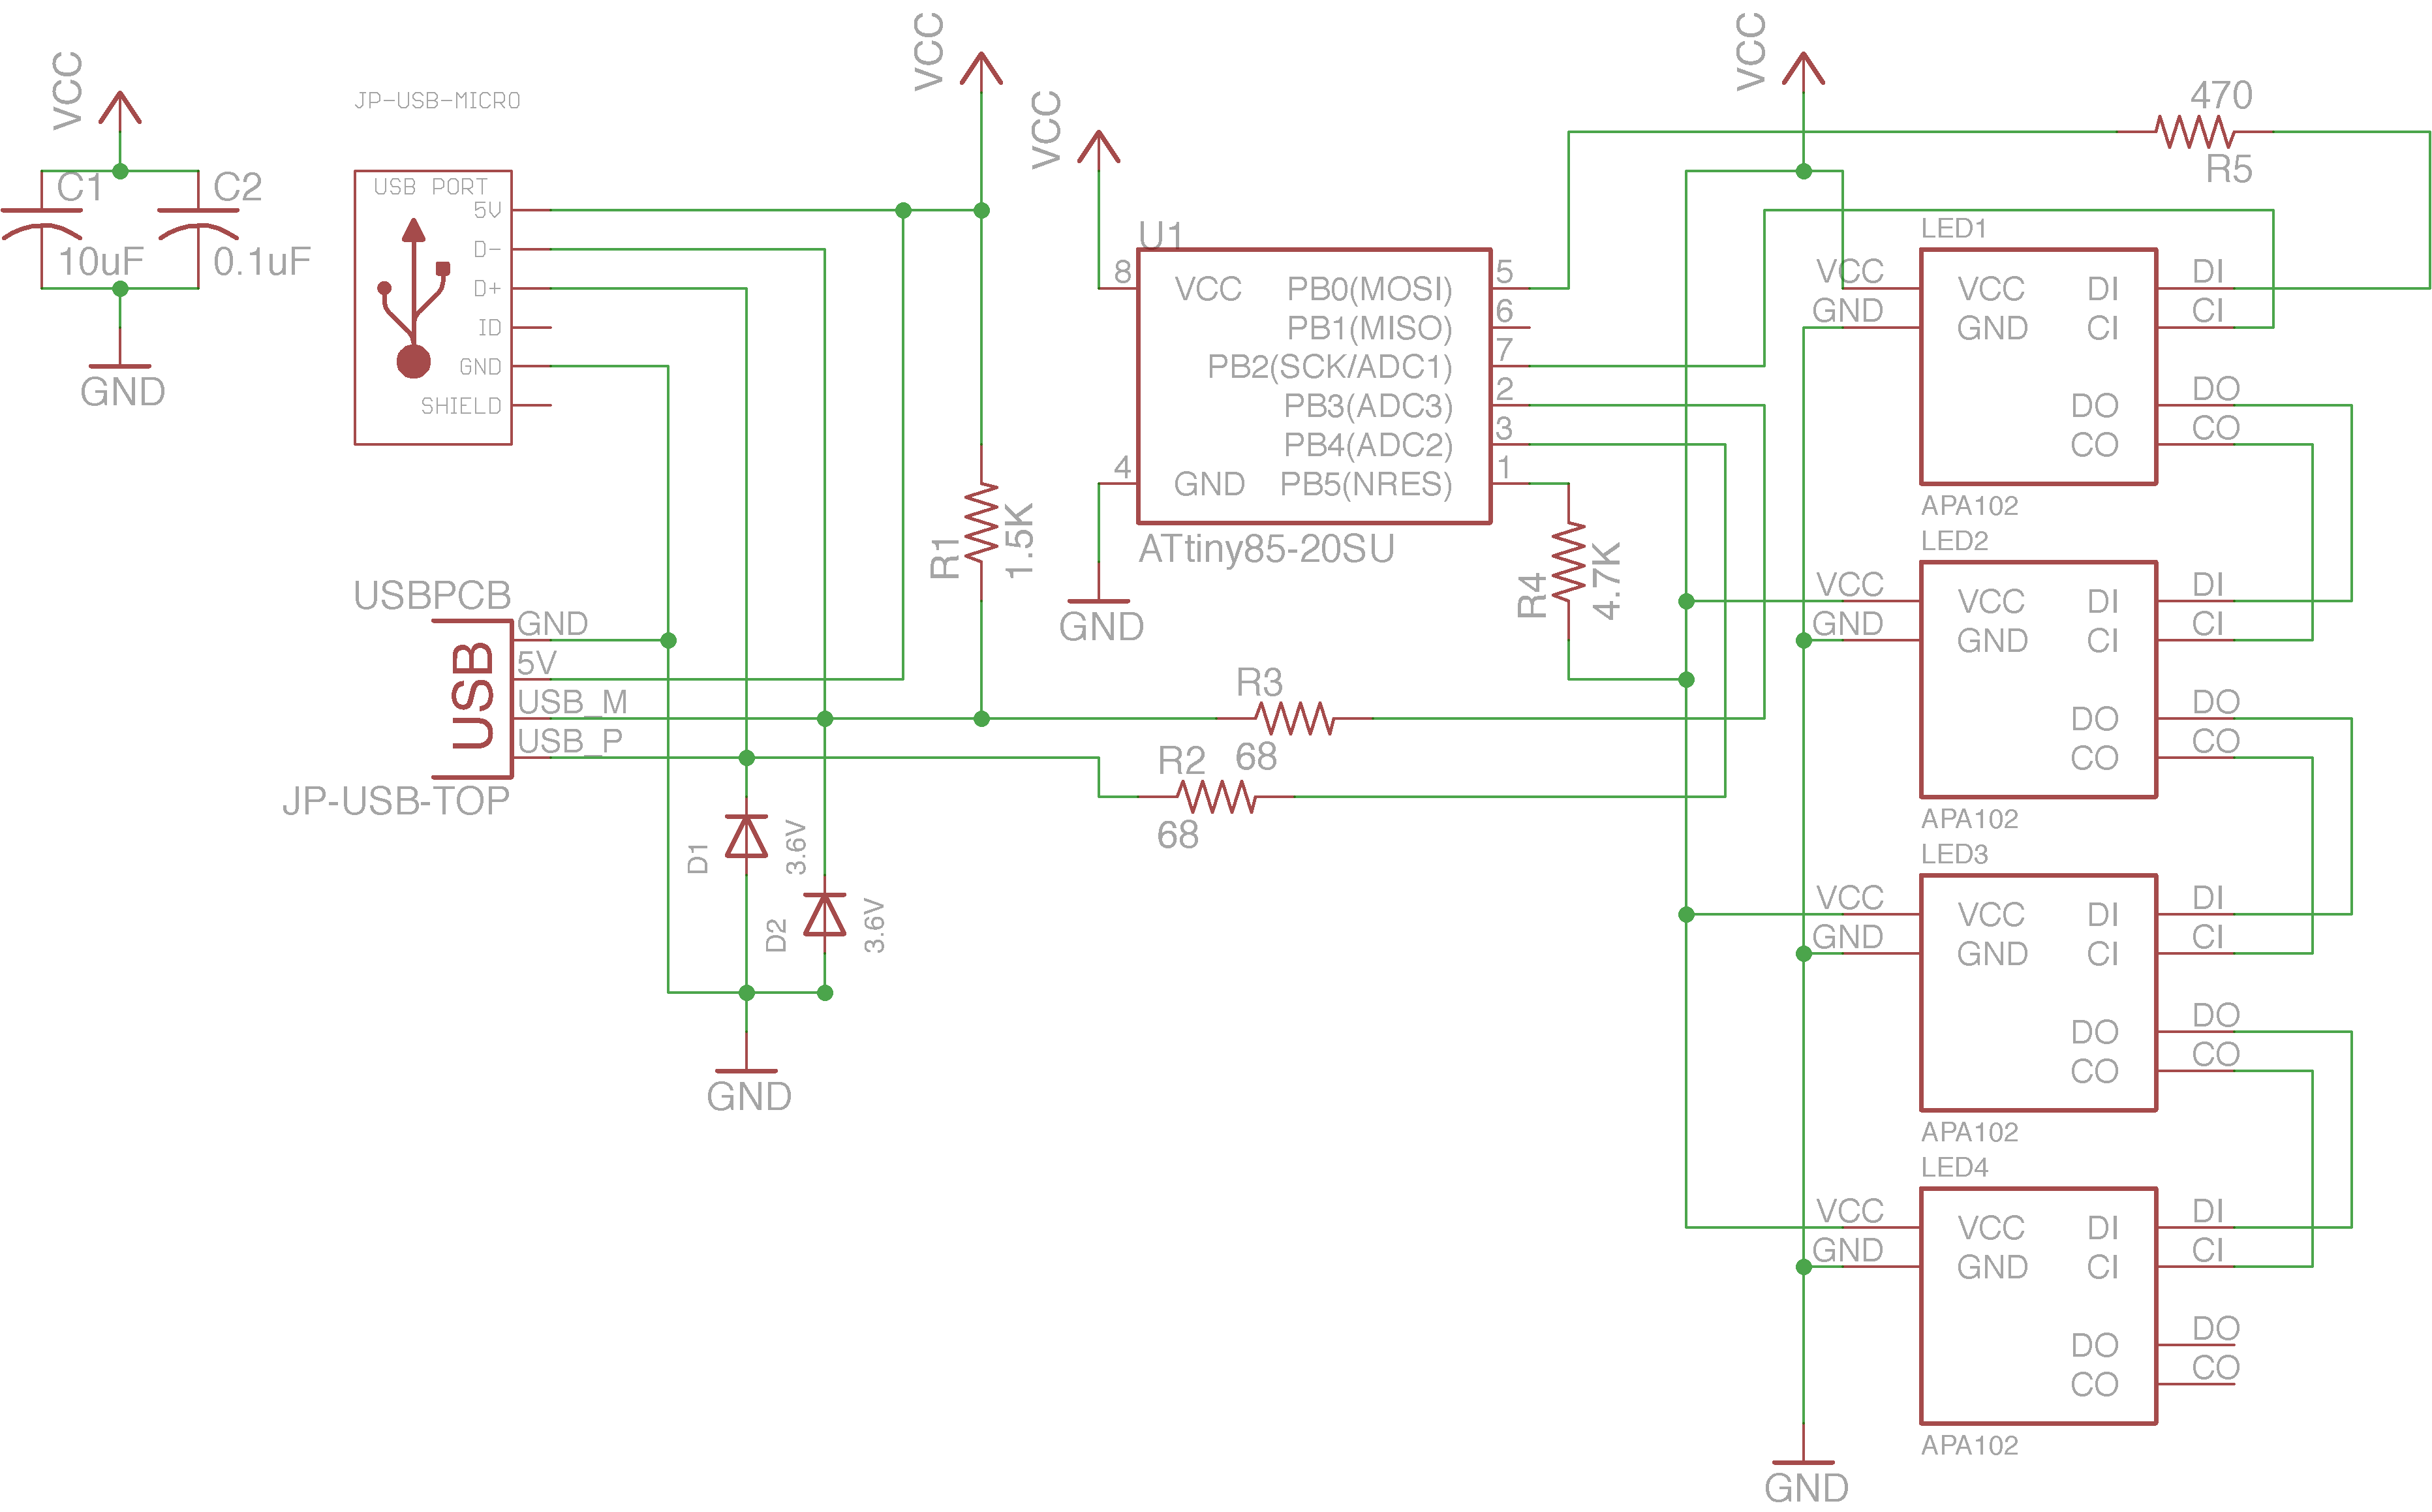 VCC
C1
10uF
C2
0.1uF
GND
JP-USB-MICRO
USB PORT
5V
D-
D+
ID
GND
SHIELD
USBPCB
GND
5V
USB_M
USB_P
USB
JP-USB-TOP
D1
3.6V
D2
3.6V
GND
VCC
R1
1.5K
VCC
U1
8
VCC
4
GND
PB0(MOSI)
5
PB1(MISO)
6
PB2(SCK/ADC1)
7
PB3(ADC3)
2
PB4(ADC2)
3
PB5(NRES)
1
ATtiny85-20SU
GND
R3
68
R2
68
R4
4.7K
VCC
470
R5
LED1
VCC
VCC
DI
DI
GND
GND
CI
CI
DO
DO
CO
CO
APA102
LED2
VCC
VCC
DI
DI
GND
GND
CI
CI
DO
DO
CO
CO
APA102
LED3
VCC
VCC
DI
DI
GND
GND
CI
CI
DO
DO
CO
CO
APA102
LED4
VCC
VCC
DI
DI
GND
GND
CI
CI
DO
DO
CO
CO
APA102
GND